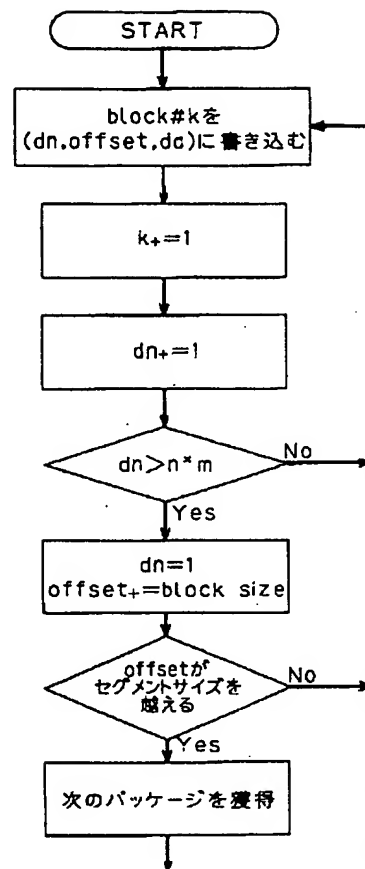 START
block#kを
(dn.offset.da)に書き込む
k+=1
dn+=1
dn>n*m
No
Yes
dn=1
offset+=block size
offsetが
セグメントサイズを
越える
No
Yes
次のパッケージを獲得